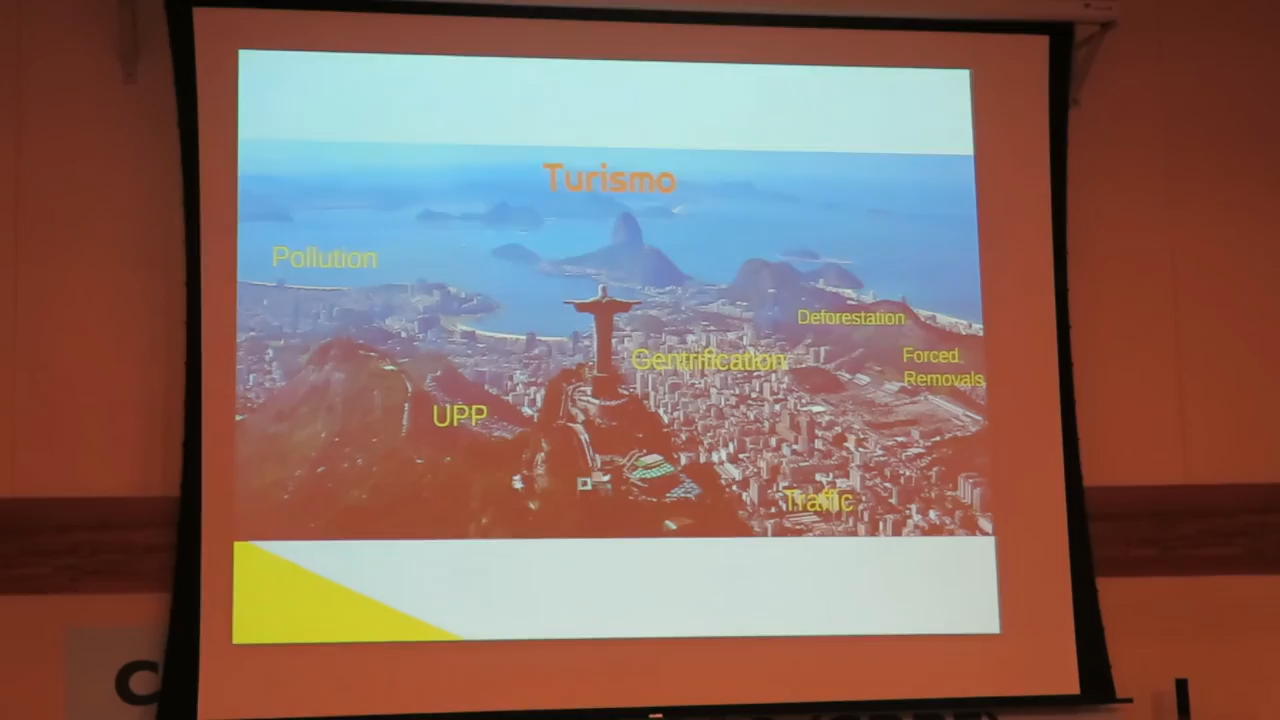 Turismo
Pollution
Deforestation
Gentrification
Forced
Removals
UPP
Traffic
C